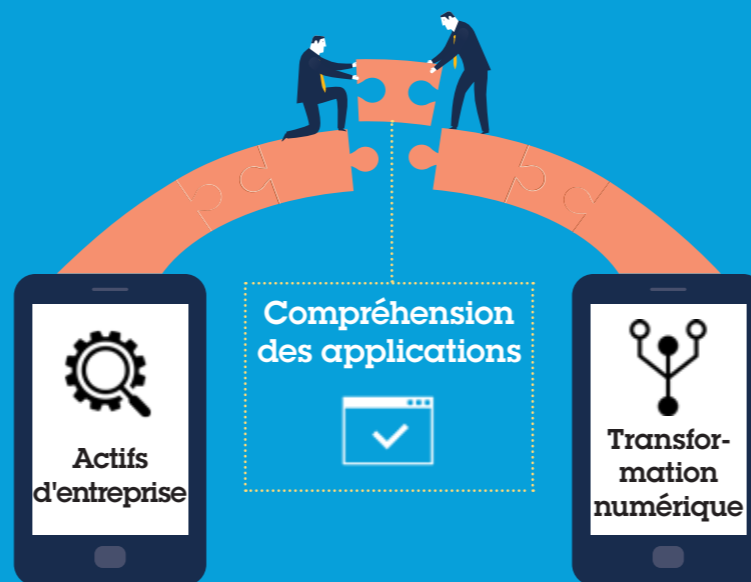 Compréhension
des applications
Actifs
d'entreprise
Transfor-
mation
numérique